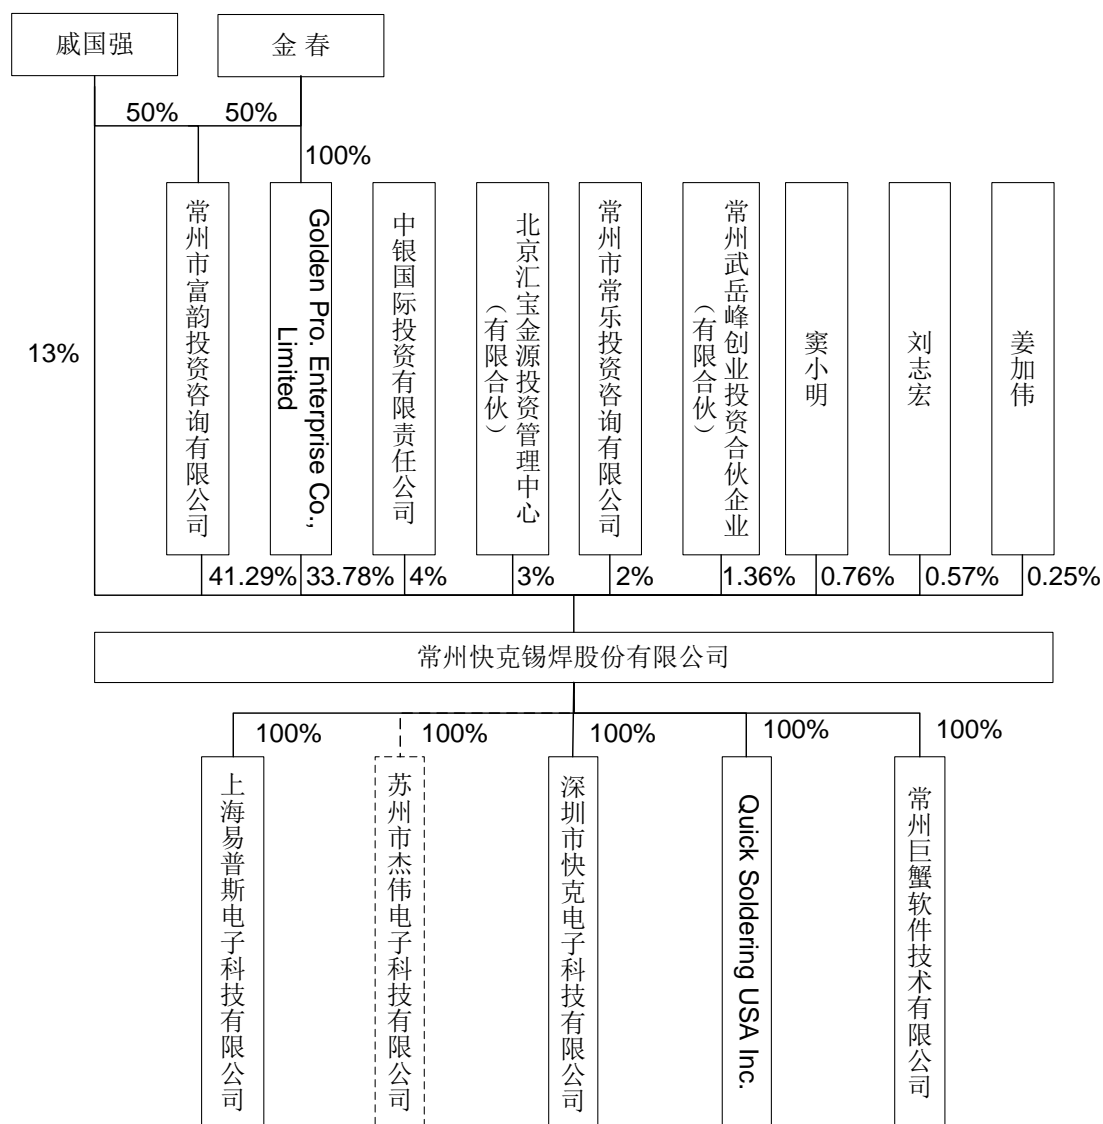 戚国强
金春
50%
50%
100%
13%
常州市富韵投资咨询有限公司
Golden Pro. Enterprise Co.,
Limited
中银国际投资有限责任公司
北京汇宝金源投资管理中心
（有限合伙）
常州市常乐投资咨询有限公司
常州武岳峰创业投资合伙企业
（有限合伙）
窦小明
刘志宏
姜加伟
41.29%
33.78%
4%
3%
2%
1.36%
0.76%
0.57%
0.25%
常州快克锡焊股份有限公司
100%
100%
100%
100%
100%
上海易普斯电子科技有限公司
苏州市杰伟电子科技有限公司
深圳市快克电子科技有限公司
Quick Soldering USA Inc.
常州巨蟹软件技术有限公司